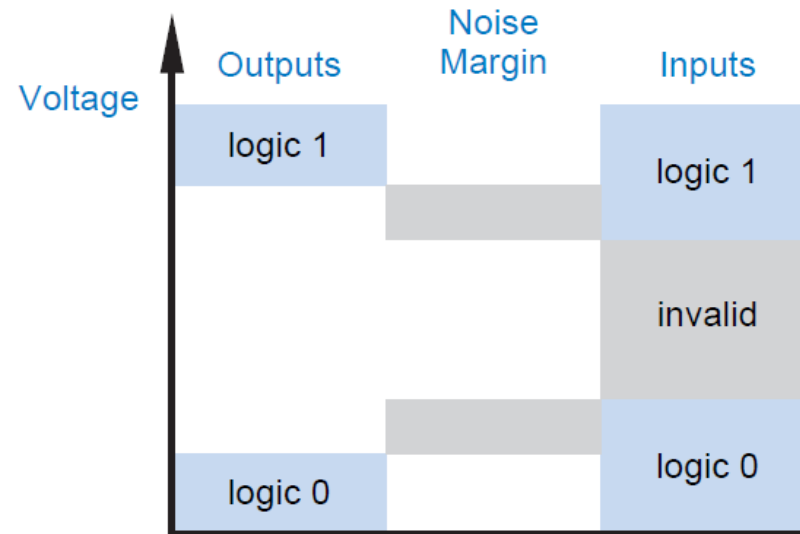 Noise
Margin
Outputs
Inputs
Voltage
logic 1
logic 1
invalid
logic 0
logic 0